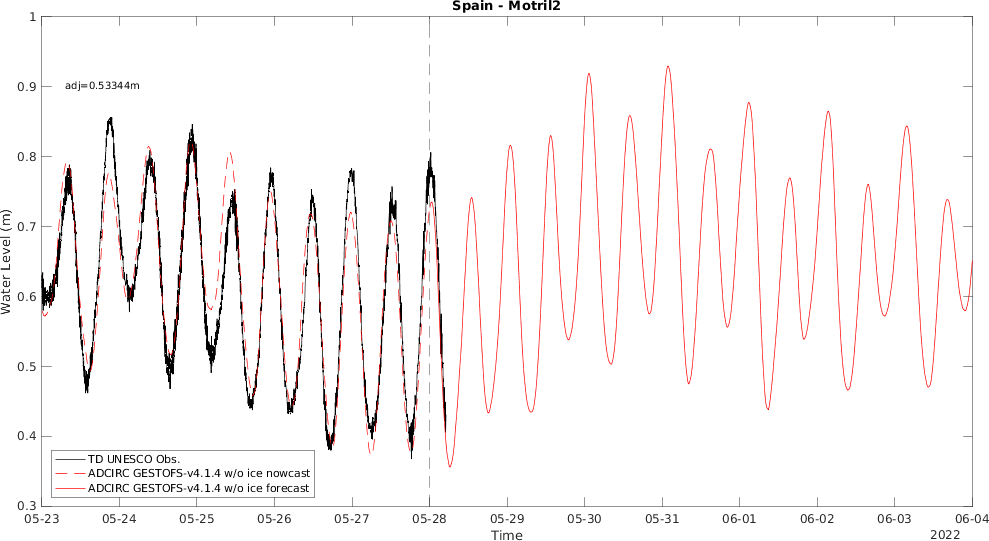 Spain - Motril2
1
0.9
0.8
0.7
0.6
0.5
0.4
0.3
Water Level (m)
adj=0.53344m
TD UNESCO Obs.
ADCIRC GESTOFS-v4.1.4 w/o ice nowcast
ADCIRC GESTOFS-v4.1.4 w/o ice forecast
05-23 05-24 05-25 05-26 05-27 05-28 05-29 05-30 05-31 06-01 06-02 06-03 06-04
Time
2022